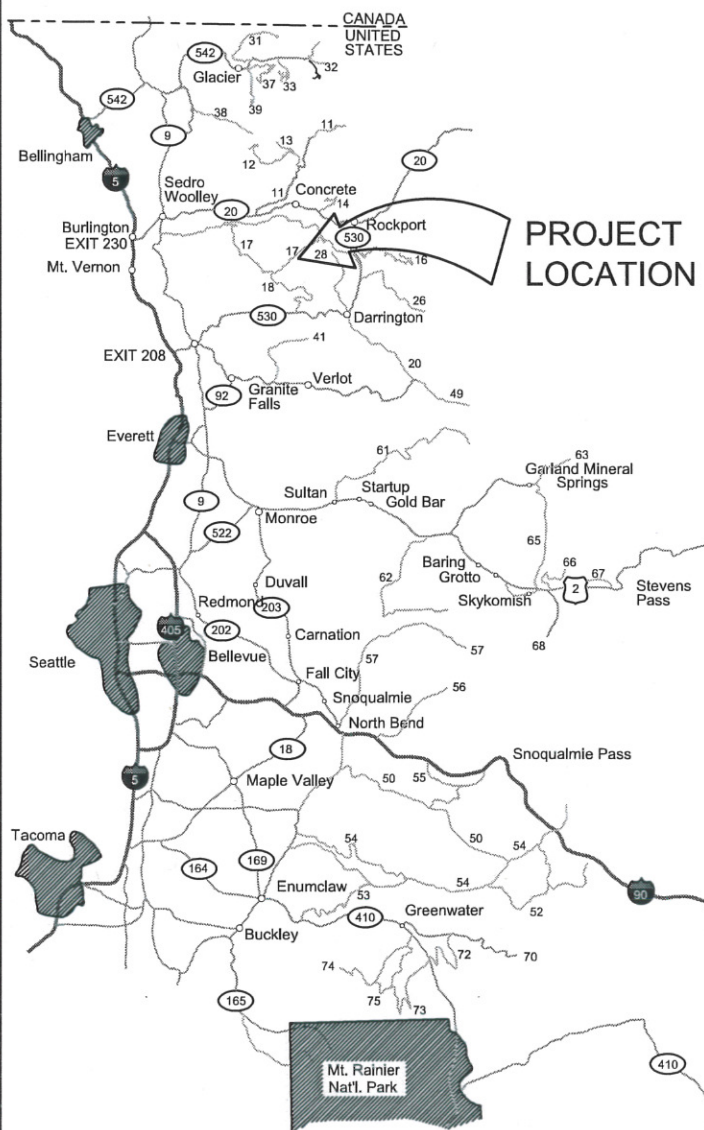 CANADA
UNITED
STATES
31
542
Glacier
32
37
33
39
542
38
9
Bellingham
5
13
11
12
20
Sedro
Woolley
11
Concrete
14
20
Rockport
Burlington
EXIT 230
530
PROJECT
LOCATION
17
17
28
16
Mt. Vernon
18
26
530
Darrington
EXIT 208
41
20
92
Granite
Falls
Verlot
49
Everett
61
63
Garland Mineral
Springs
9
Sultan
Startup
Gold Bar
Monroe
522
65
Baring
Grotto
66
67
2
Stevens
Pass
Duvall
62
Skykomish
Redmond
203
202
405
Carnation
68
Seattle
Bellevue
57
57
Fall City
56
Snoqualmie
North Bend
18
Snoqualmie Pass
5
Maple Valley
50
55
Tacoma
54
50
54
164
169
54
90
Enumclaw
53
52
410
Greenwater
Buckley
72
70
74
165
75
73
Mt. Rainier
Nat'l. Park
410